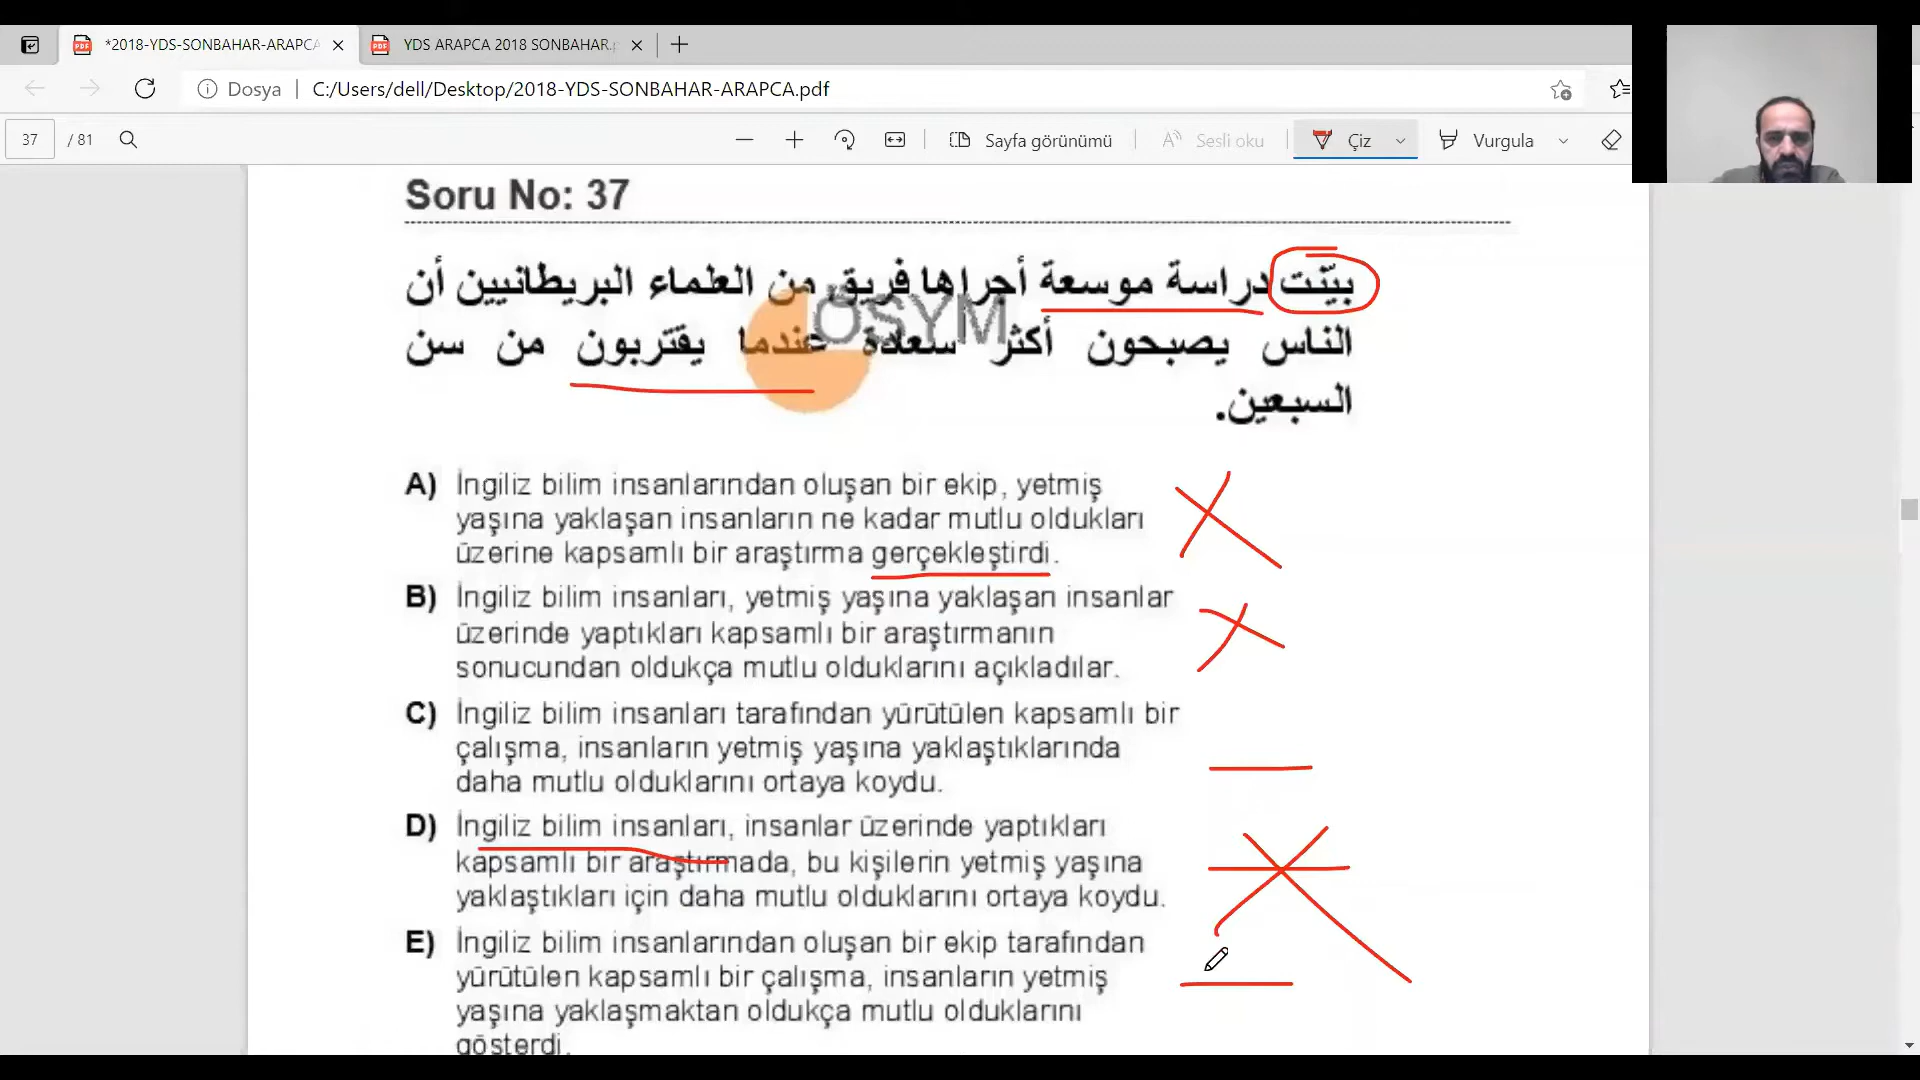 *2018-YDS-SONBAHAR-ARAPCA
YDS ARAPCA 2018 SONBAHAR.p
Dosya
C:/Users/dell/Desktop/2018-YDS-SONBAHAR-ARAPCA.pdf
37 / 81
Sayfa görünümü
Sesli oku
Çiz
Vurgula
Soru No: 37
بيّنت دراسة موسعة أجراها فريق من العلماء البريطانيين أن
الناس يصبحون أكثر سعادة عندما يقتربون من سن
السبعين.
ÖSYM
A) İngiliz bilim insanlarından oluşan bir ekip, yetmiş
yaşına yaklaşan insanların ne kadar mutlu oldukları
üzerine kapsamlı bir araştırma gerçekleştirdi.
B) İngiliz bilim insanları, yetmiş yaşına yaklaşan insanlar
üzerinde yaptıkları kapsamlı bir araştırmanın
sonucundan oldukça mutlu olduklarını açıkladılar.
C) İngiliz bilim insanları tarafından yürütülen kapsamlı bir
çalışma, insanların yetmiş yaşına yaklaştıklarında
daha mutlu olduklarını ortaya koydu.
D) İngiliz bilim insanları, insanlar üzerinde yaptıkları
kapsamlı bir araştırmada, bu kişilerin yetmiş yaşına
yaklaştıkları için daha mutlu olduklarını ortaya koydu.
E) İngiliz bilim insanlarından oluşan bir ekip tarafından
yürütülen kapsamlı bir çalışma, insanların yetmiş
yaşına yaklaşmaktan oldukça mutlu olduklarını
gösterdi.